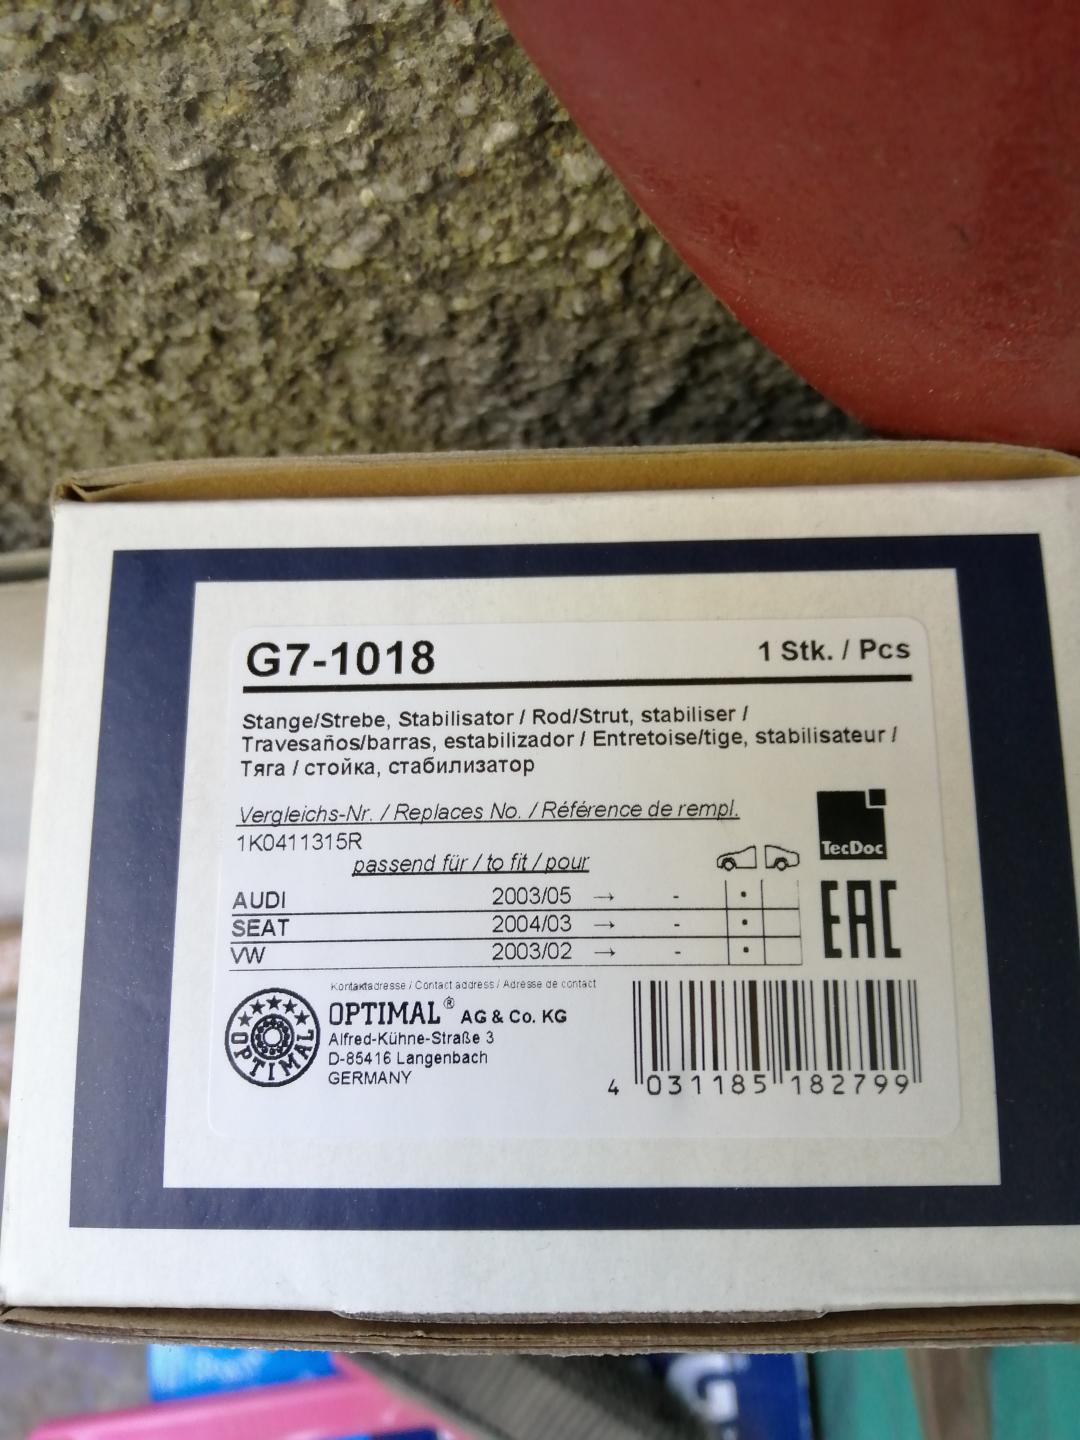 G7-1018 1 Stk. / Pcs
Stange/Strebe, Stabilisator / Rod/Strut, stabiliser /
Travesaños/barras, estabilizador / Entretoise/tige, stabilisateur /
Тяга / стойка, стабилизатор
Vergleichs-Nr. / Replaces No. / Référence de rempl.
1K0411315R
passend für / to fit / pour
TecDoc
AUDI 2003/05 → - •
SEAT 2004/03 → - •
VW 2003/02 → - •
EAC
Kontaktadresse / Contact address / Adresse de contact
OPTIMAL® AG & Co. KG
Alfred-Kühne-Straße 3
D-85416 Langenbach
GERMANY
OPTIMAL
4 031185 182799
G